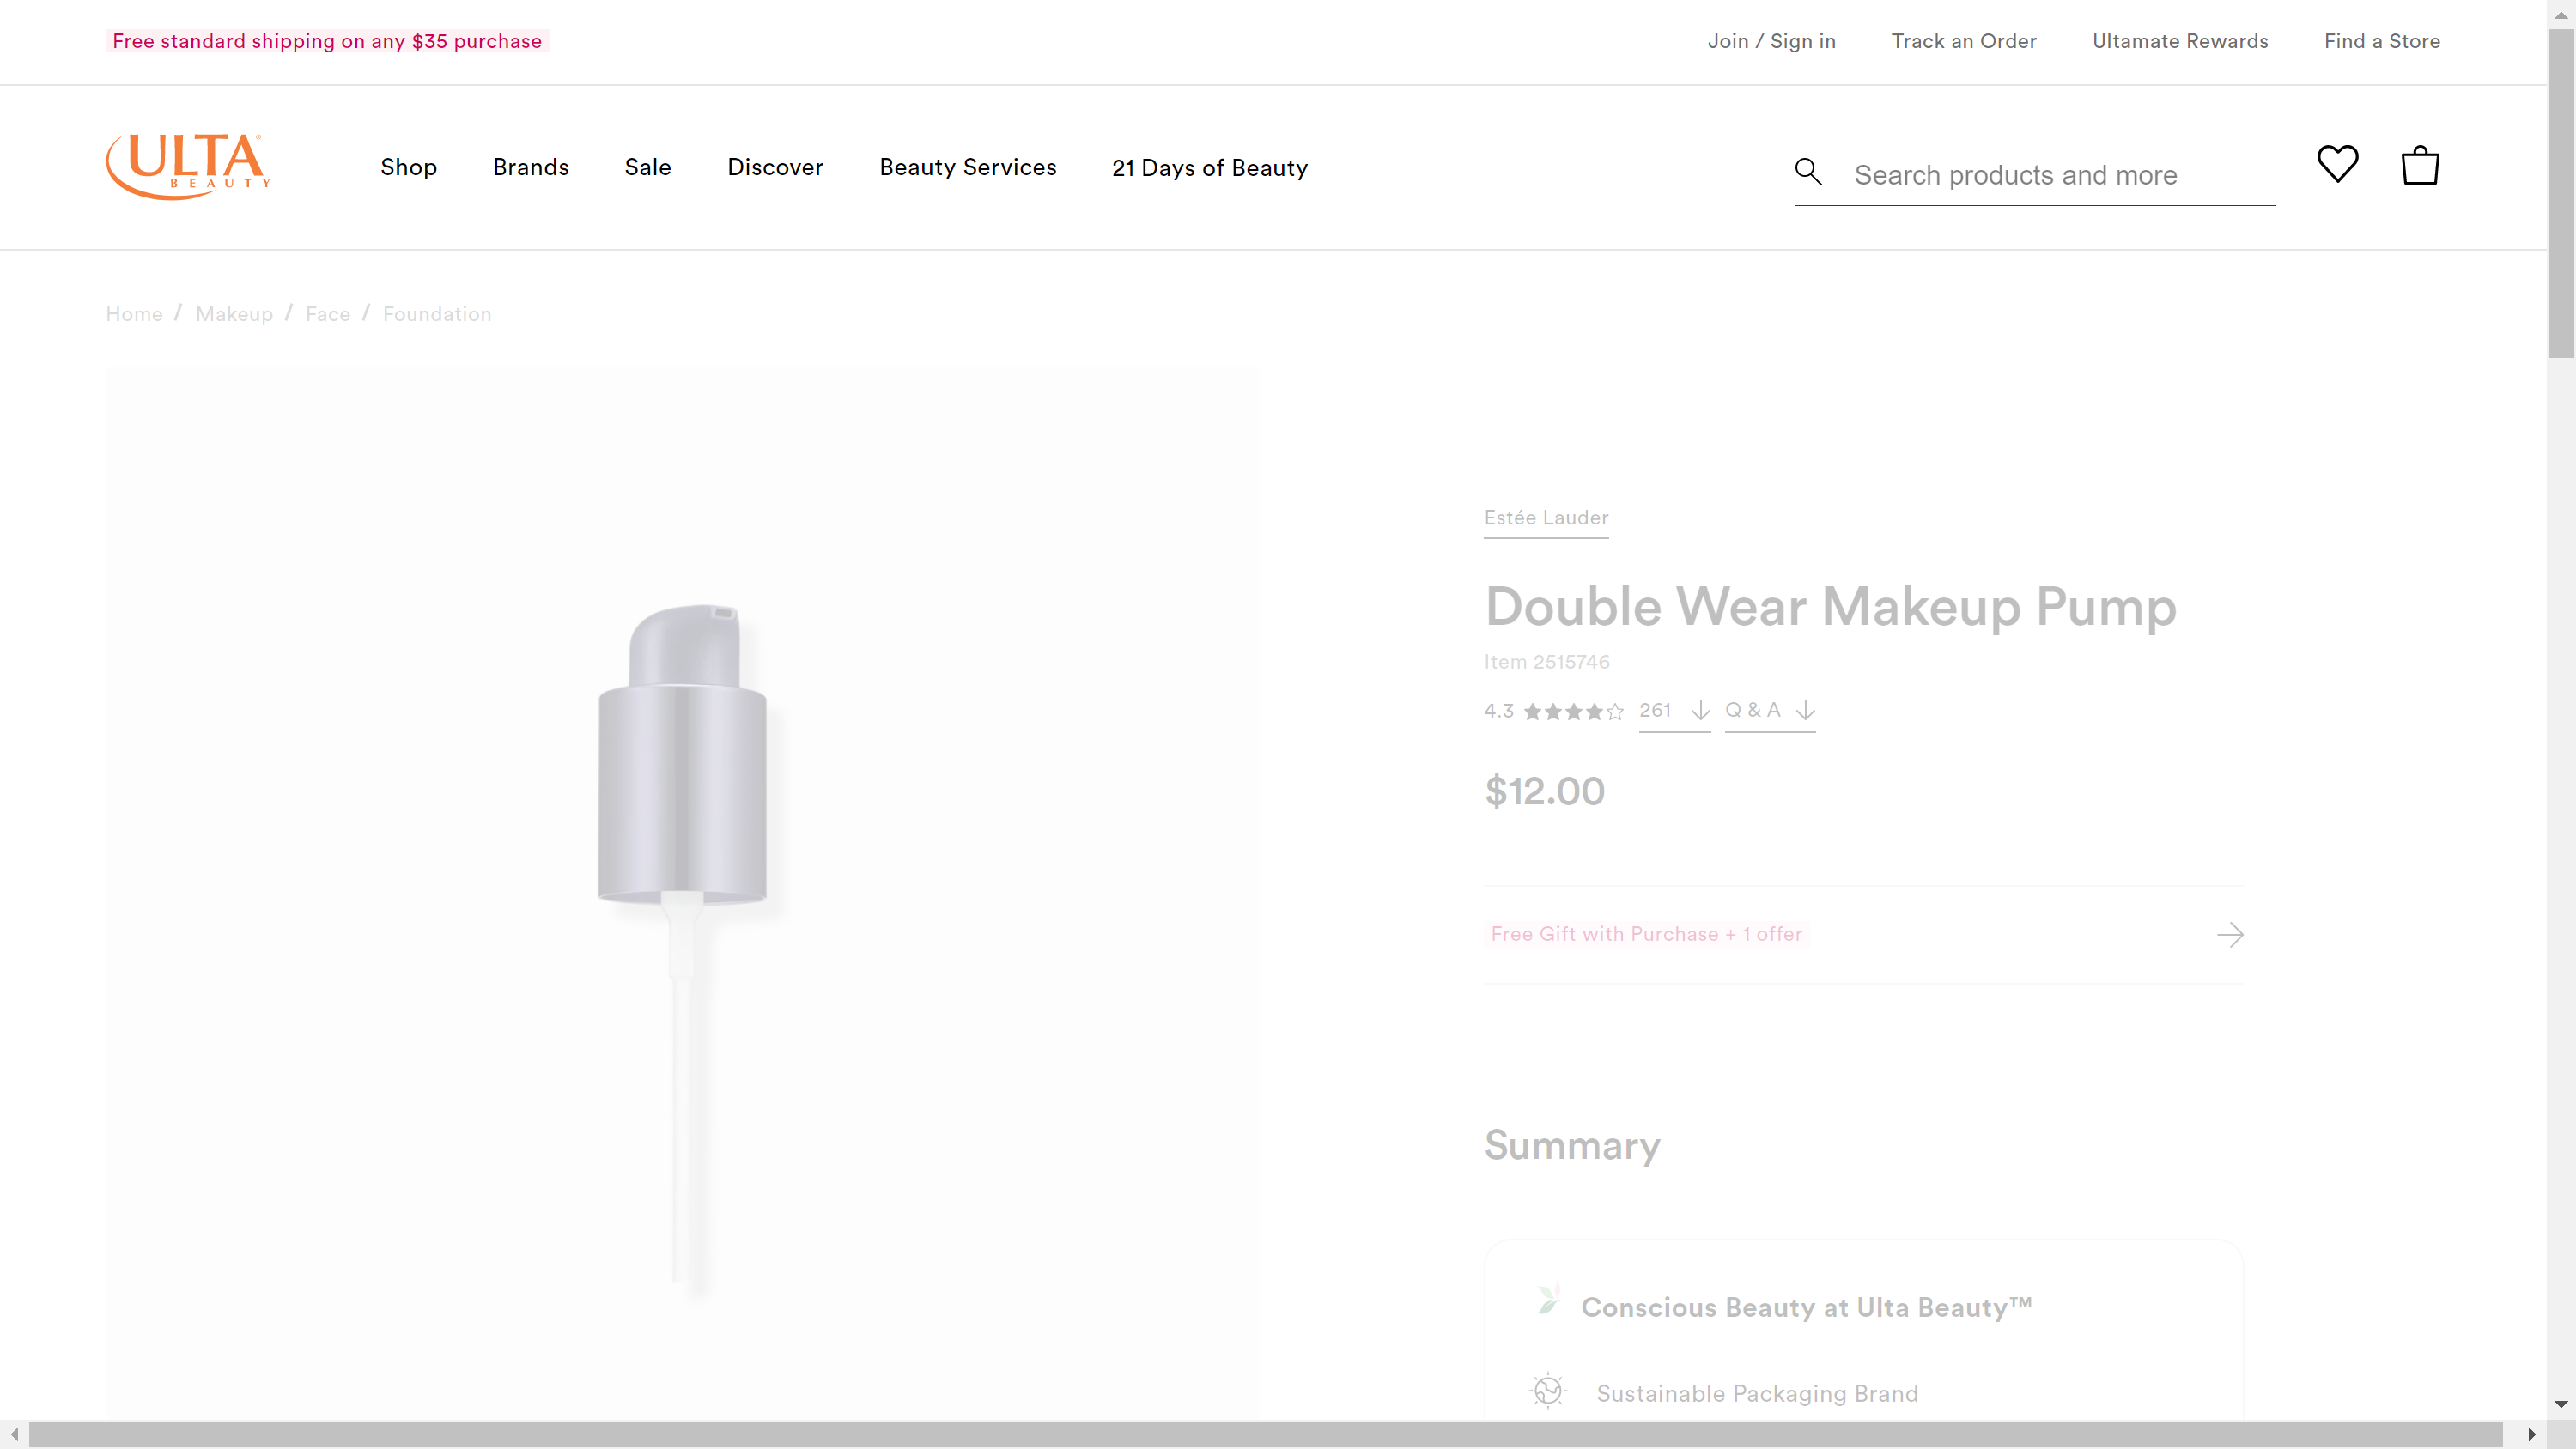 Free standard shipping on any $35 purchase
Join / Sign in
Track an Order
Ultamate Rewards
Find a Store
ULTA®
BEAUTY
Shop
Brands
Sale
Discover
Beauty Services
21 Days of Beauty
Search products and more
Home / Makeup / Face / Foundation
Estée Lauder
Double Wear Makeup Pump
Item 2515746
4.3
261
Q & A
$12.00
Free Gift with Purchase + 1 offer
Summary
Conscious Beauty at Ulta Beauty™
Sustainable Packaging Brand